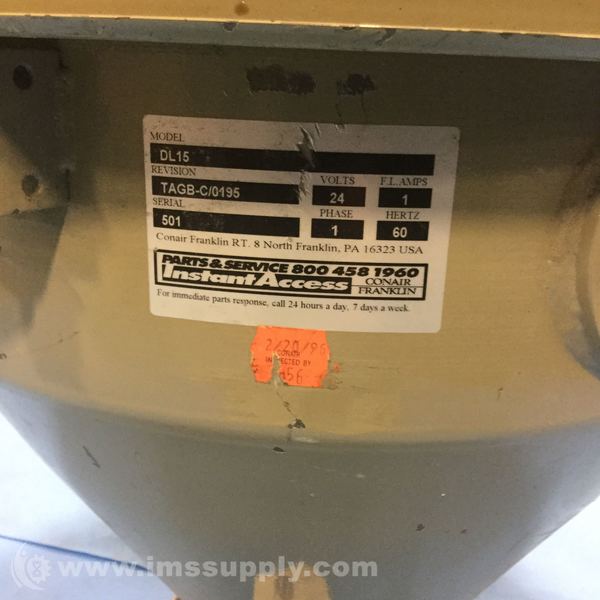 MODEL
DL15
REVISION VOLTS F.L.AMPS
TAGB-C/0195 24 1
SERIAL PHASE HERTZ
501 1 60
Conair Franklin RT. 8 North Franklin, PA 16323 USA
PARTS & SERVICE 800 458 1960
Instant Access CONAIR
FRANKLIN
For immediate parts response, call 24 hours a day, 7 days a week.
CONAIR
INSPECTED BY
56
www.imssupply.com